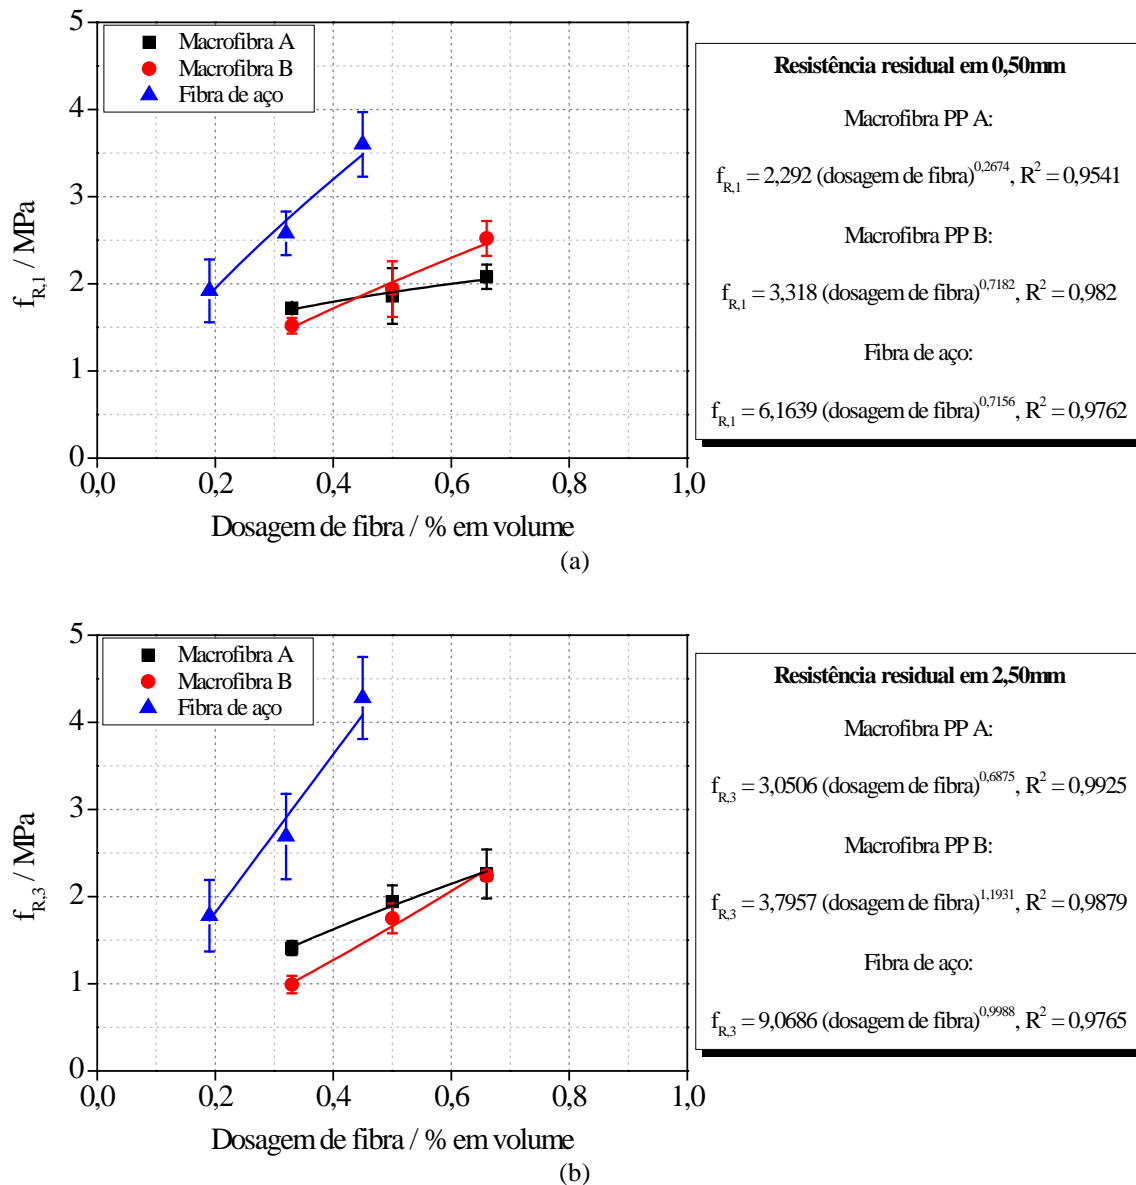 5
4
3
2
1
0
f_R,1 / MPa
Macrofibra A
Macrofibra B
Fibra de aço
0,0 0,2 0,4 0,6 0,8 1,0
Dosagem de fibra / % em volume
Resistência residual em 0,50mm
Macrofibra PP A:
f_R,1 = 2,292 (dosagem de fibra)^0,2674, R^2 = 0,9541
Macrofibra PP B:
f_R,1 = 3,318 (dosagem de fibra)^0,7182, R^2 = 0,982
Fibra de aço:
f_R,1 = 6,1639 (dosagem de fibra)^0,7156, R^2 = 0,9762
(a)
5
4
3
2
1
0
f_R,3 / MPa
Macrofibra A
Macrofibra B
Fibra de aço
0,0 0,2 0,4 0,6 0,8 1,0
Dosagem de fibra / % em volume
Resistência residual em 2,50mm
Macrofibra PP A:
f_R,3 = 3,0506 (dosagem de fibra)^0,6875, R^2 = 0,9925
Macrofibra PP B:
f_R,3 = 3,7957 (dosagem de fibra)^1,1931, R^2 = 0,9879
Fibra de aço:
f_R,3 = 9,0686 (dosagem de fibra)^0,9988, R^2 = 0,9765
(b)